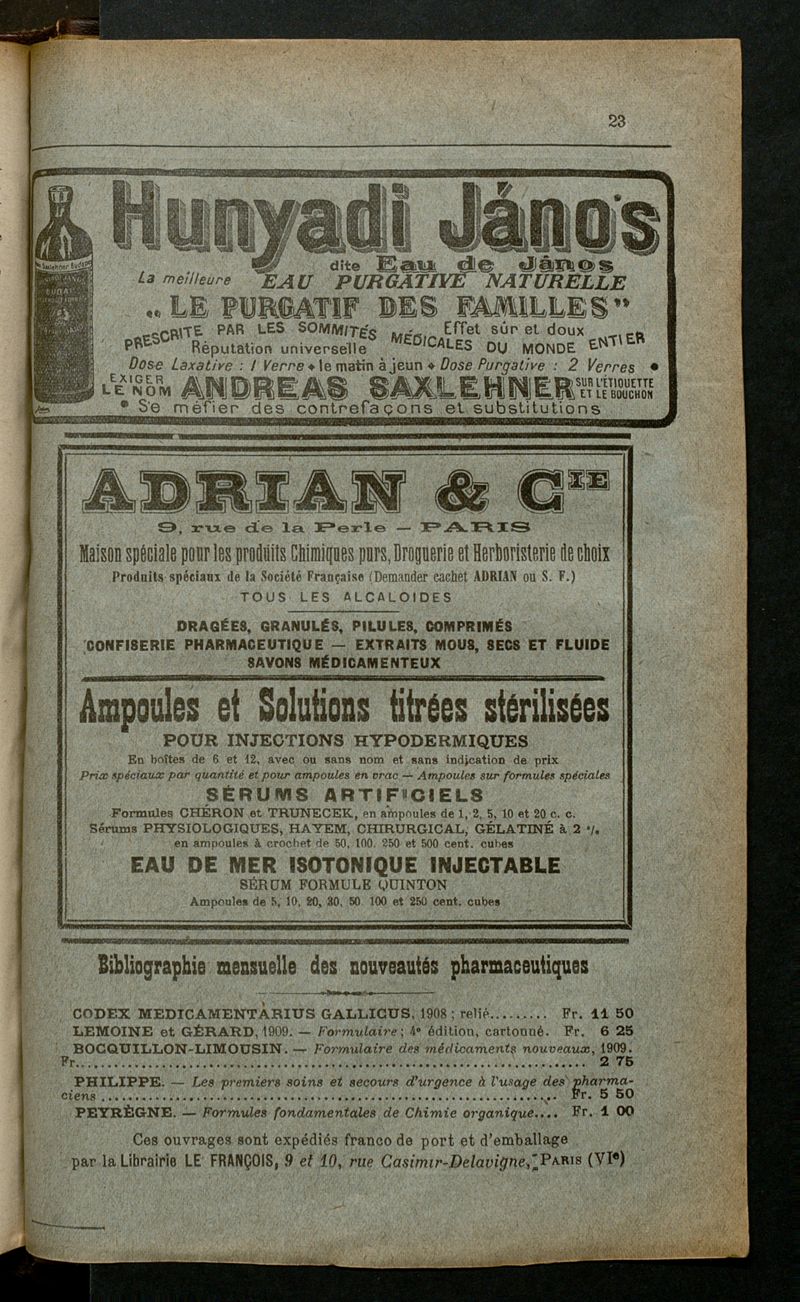 23
Hunyadi János
dite Eau de János
La meilleure EAU PURGATIVE NATURELLE
„ LE PURGATIF DES FAMILLES”
PRESCRITE PAR LES SOMMITÉS MÉDICALES DU MONDE ENTIER
Effet sûr et doux
Réputation universelle
Dose Laxative : 1 Verre ♦ le matin à jeun ♦ Dose Purgative : 2 Verres •
EXIGER LE NOM ANDREAS SAXLEHNER SUR L'ÉTIQUETTE ET LE BOUCHON
• Se méfier des contrefaçons et substitutions
ADRIAN & CIE
9, rue de la Perle — PARIS
Maison spéciale pour les produits Chimiques purs, Droguerie et Herboristerie de choix
Produits spéciaux de la Société Française (Demander cachet ADRIAN ou S. F.)
TOUS LES ALCALOIDES
DRAGÉES, GRANULÉS, PILULES, COMPRIMÉS
CONFISERIE PHARMACEUTIQUE — EXTRAITS MOUS, SECS ET FLUIDE
SAVONS MÉDICAMENTEUX
Ampoules et Solutions titrées stérilisées
POUR INJECTIONS HYPODERMIQUES
En boîtes de 6 et 12, avec ou sans nom et sans indication de prix
Prix spéciaux par quantité et pour ampoules en vrac — Ampoules sur formules spéciales
SÉRUMS ARTIFICIELS
Formules CHÉRON et TRUNECEK, en ampoules de 1, 2, 5, 10 et 20 c. c.
Sérums PHYSIOLOGIQUES, HAYEM, CHIRURGICAL, GÉLATINÉ à 2 °/.
en ampoules à crochet de 50, 100, 250 et 500 cent. cubes
EAU DE MER ISOTONIQUE INJECTABLE
SÉRUM FORMULE QUINTON
Ampoules de 5, 10, 20, 30, 50 100 et 250 cent. cubes
Bibliographie mensuelle des nouveautés pharmaceutiques
CODEX MEDICAMENTARIUS GALLICUS, 1908 ; relié......... Fr. 11 50
LEMOINE et GÉRARD, 1909. — Formulaire ; 4e édition, cartonné. Fr. 6 25
BOCQUILLON-LIMOUSIN. — Formulaire des médicaments nouveaux, 1909.
Fr........ 2 75
PHILIPPE. — Les premiers soins et secours d'urgence à l'usage des pharma-
ciens ........ Fr. 5 50
PEYRÈGNE. — Formules fondamentales de Chimie organique.... Fr. 1 00
Ces ouvrages sont expédiés franco de port et d'emballage
par la Librairie LE FRANÇOIS, 9 et 10, rue Casimir-Delavigne, PARIS (VIe)